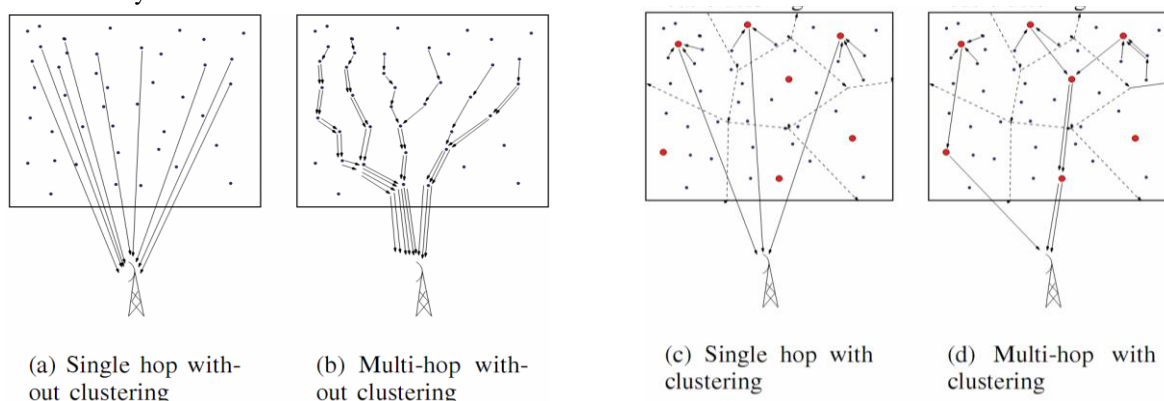 (a) Single hop with-
out clustering
(b) Multi-hop with-
out clustering
(c) Single hop with
clustering
(d) Multi-hop with
clustering